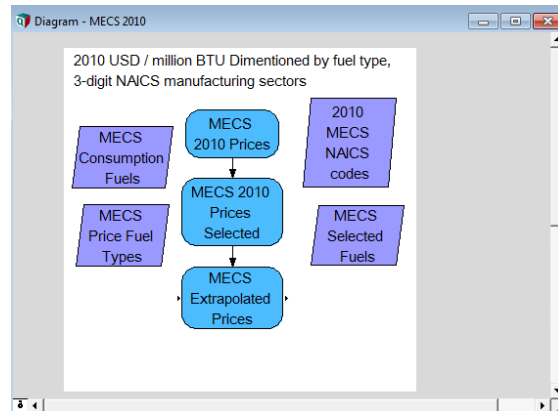 Diagram - MECS 2010
2010 USD / million BTU Dimentioned by fuel type,
3-digit NAICS manufacturing sectors
MECS
Consumption
Fuels
MECS
2010 Prices
2010
MECS
NAICS
codes
MECS
Price Fuel
Types
MECS 2010
Prices
Selected
MECS
Selected
Fuels
MECS
Extrapolated
Prices